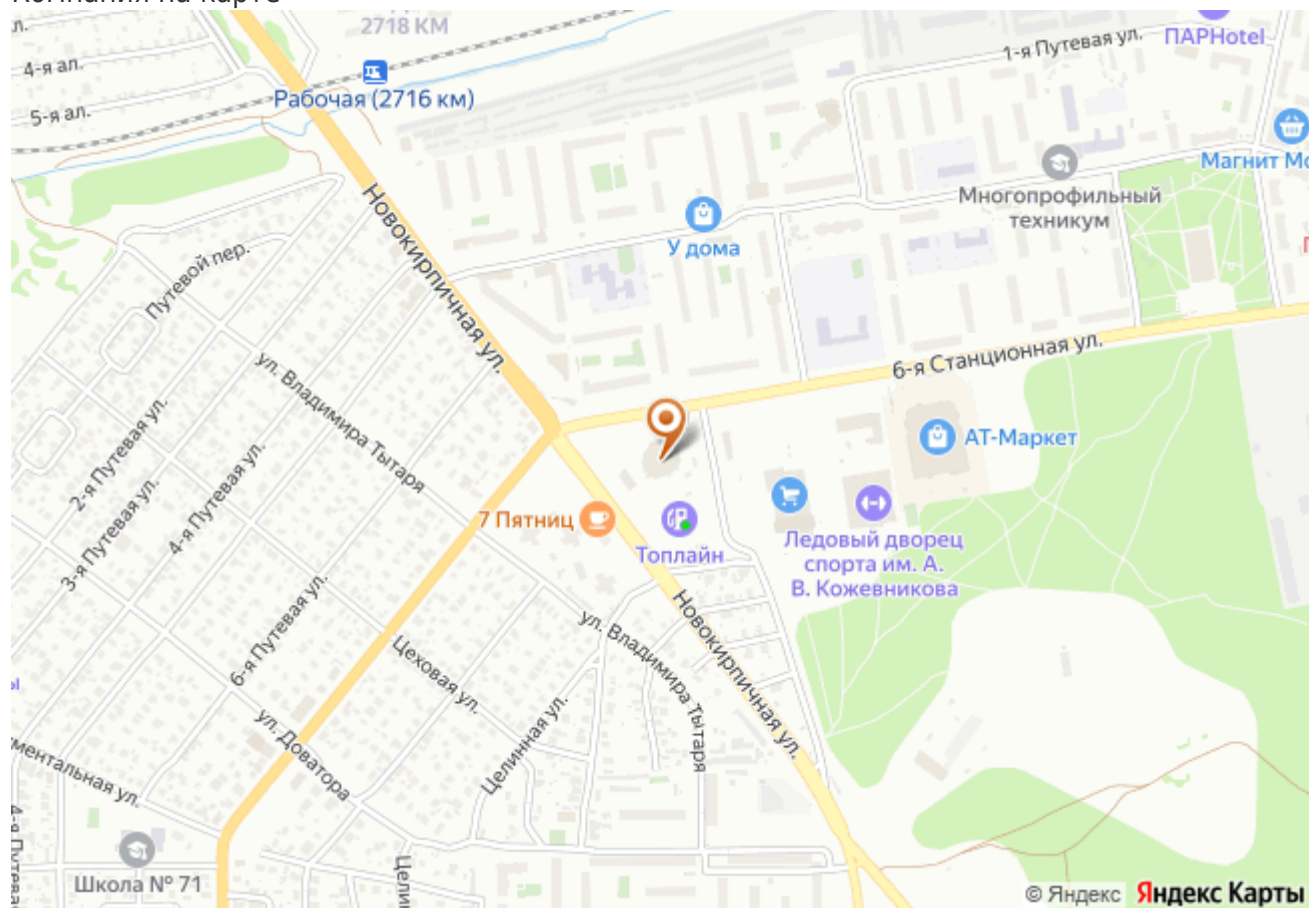 2718 КМ
4-я ал.
5-я ал.
Рабочая (2716 км)
1-я Путевая ул.
ПАРHotel
Магнит
Многопрофильный
техникум
У дома
Новокирпичная ул.
Путевой пер.
ул. Владимира Тытаря
6-я Станционная ул.
АТ-Маркет
2-я Путевая ул.
3-я Путевая ул.
4-я Путевая ул.
7 Пятниц
Топлайн
Ледовый дворец
спорта им. А.
В. Кожевникова
6-я Путевая ул.
Цеховая ул.
ул. Владимира Тытаря
Новокирпичная ул.
Целинная ул.
ул. Доватора
Школа № 71
© Яндекс Яндекс Карты